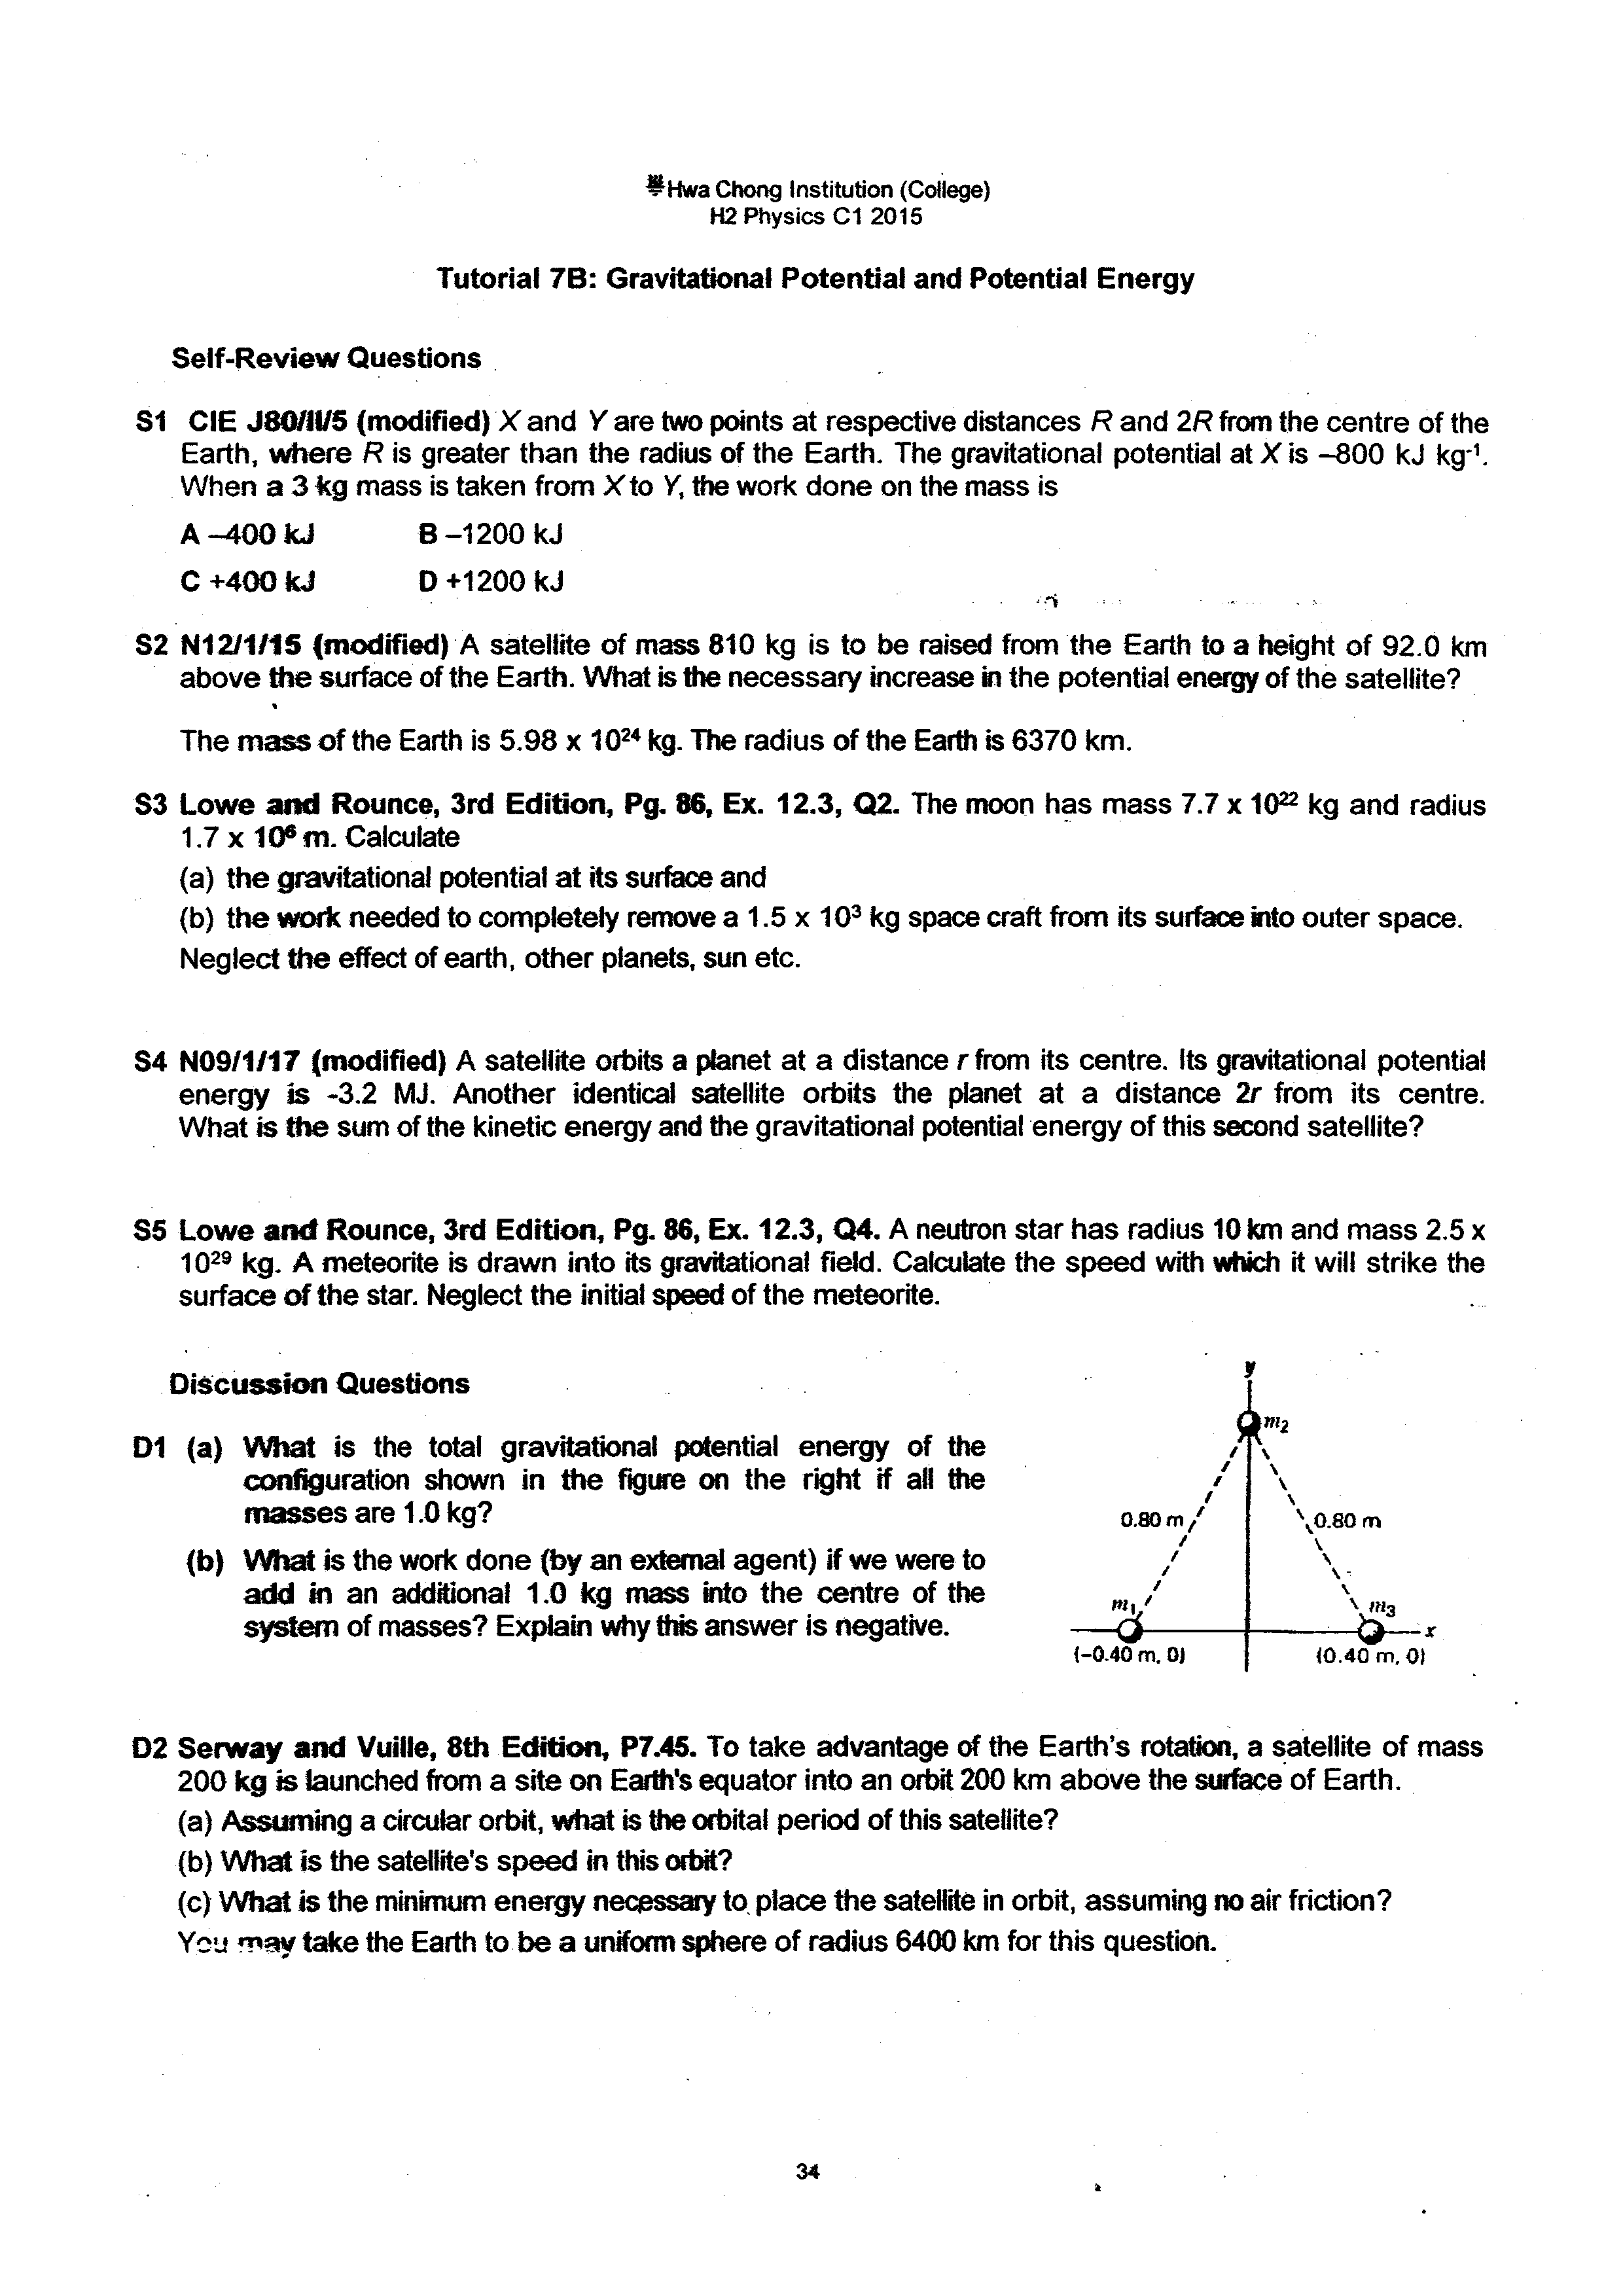 Hwa Chong Institution (College)
H2 Physics C1 2015
Tutorial 7B: Gravitational Potential and Potential Energy
Self-Review Questions
S1 CIE J80/II/5 (modified) X and Y are two points at respective distances R and 2R from the centre of the
Earth, where R is greater than the radius of the Earth. The gravitational potential at X is –800 kJ kg⁻¹.
When a 3 kg mass is taken from X to Y, the work done on the mass is
A –400 kJ B –1200 kJ
C +400 kJ D +1200 kJ
S2 N12/1/15 (modified) A satellite of mass 810 kg is to be raised from the Earth to a height of 92.0 km
above the surface of the Earth. What is the necessary increase in the potential energy of the satellite?
The mass of the Earth is 5.98 x 10²⁴ kg. The radius of the Earth is 6370 km.
S3 Lowe and Rounce, 3rd Edition, Pg. 86, Ex. 12.3, Q2. The moon has mass 7.7 x 10²² kg and radius
1.7 x 10⁶ m. Calculate
(a) the gravitational potential at its surface and
(b) the work needed to completely remove a 1.5 x 10³ kg space craft from its surface into outer space.
Neglect the effect of earth, other planets, sun etc.
S4 N09/1/17 (modified) A satellite orbits a planet at a distance r from its centre. Its gravitational potential
energy is -3.2 MJ. Another identical satellite orbits the planet at a distance 2r from its centre.
What is the sum of the kinetic energy and the gravitational potential energy of this second satellite?
S5 Lowe and Rounce, 3rd Edition, Pg. 86, Ex. 12.3, Q4. A neutron star has radius 10 km and mass 2.5 x
10²⁹ kg. A meteorite is drawn into its gravitational field. Calculate the speed with which it will strike the
surface of the star. Neglect the initial speed of the meteorite.
Discussion Questions
D1 (a) What is the total gravitational potential energy of the
configuration shown in the figure on the right if all the
masses are 1.0 kg?
(b) What is the work done (by an external agent) if we were to
add in an additional 1.0 kg mass into the centre of the
system of masses? Explain why this answer is negative.
y
m₂
0.80 m 0.80 m
m₁ m₃
x
(-0.40 m, 0) (0.40 m, 0)
D2 Serway and Vuille, 8th Edition, P7.45. To take advantage of the Earth's rotation, a satellite of mass
200 kg is launched from a site on Earth's equator into an orbit 200 km above the surface of Earth.
(a) Assuming a circular orbit, what is the orbital period of this satellite?
(b) What is the satellite's speed in this orbit?
(c) What is the minimum energy necessary to place the satellite in orbit, assuming no air friction?
You may take the Earth to be a uniform sphere of radius 6400 km for this question.
34